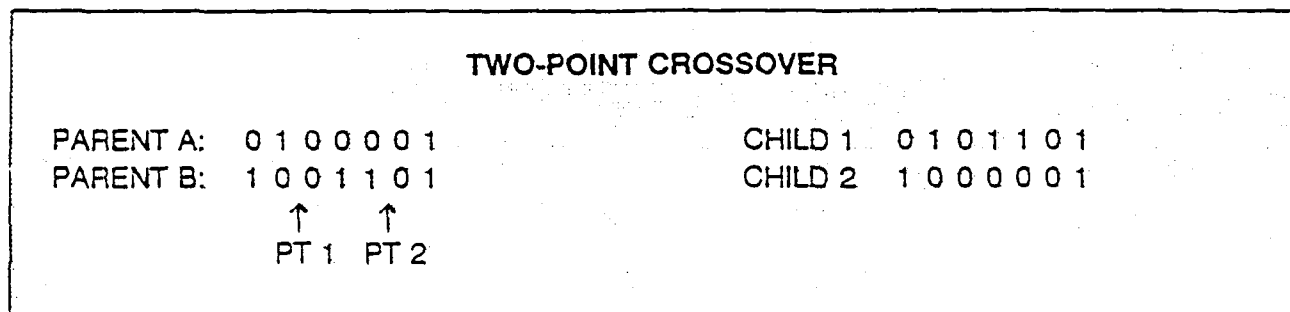 TWO-POINT CROSSOVER
PARENT A: 0 1 0 0 0 0 1 CHILD 1 0 1 0 1 1 0 1
PARENT B: 1 0 0 1 1 0 1 CHILD 2 1 0 0 0 0 0 1
↑ ↑
PT 1 PT 2